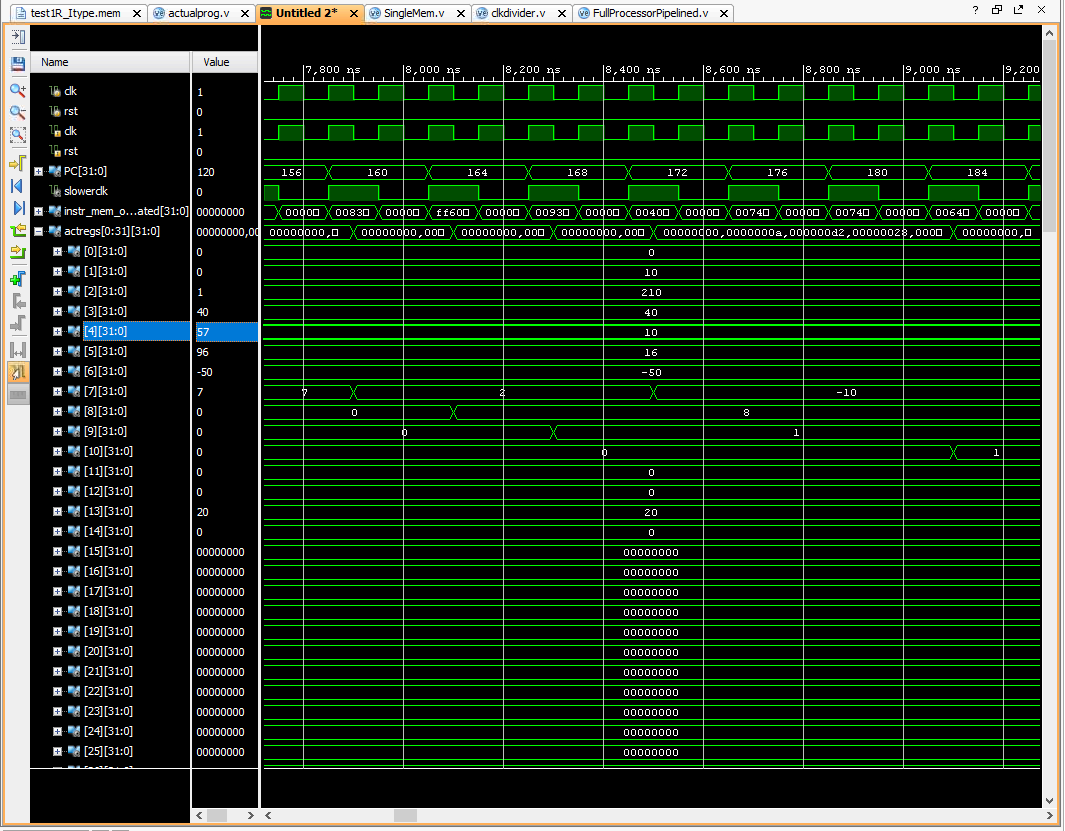 test1R_Itype.mem × actualprog.v × Untitled 2* × SingleMem.v × clkdivider.v × FullProcessorPipelined.v × ?
Name Value 7,800 ns 8,000 ns 8,200 ns 8,400 ns 8,600 ns 8,800 ns 9,000 ns 9,200
clk 1
rst 0
clk 1
rst 0
PC[31:0] 120 156 160 164 168 172 176 180 184
slowerclk 0
instr_mem_o...ated[31:0] 00000000 0000 0083 0000 ff60 0000 0093 0000 0040 0000 0074 0000 0074 0000 0064 0000
actregs[0:31][31:0] 00000000,00 00000000, 00000000,00 00000000,00 00000000,00 00000000,0000000a,000000d2,00000028,000 00000000,
[0][31:0] 0 0
[1][31:0] 0 10
[2][31:0] 1 210
[3][31:0] 40 40
[4][31:0] 57 10
[5][31:0] 96 16
[6][31:0] -50 -50
[7][31:0] 7 7 2 -10
[8][31:0] 0 0 8
[9][31:0] 0 0 1
[10][31:0] 0 0 1
[11][31:0] 0 0
[12][31:0] 0 0
[13][31:0] 20 20
[14][31:0] 0 0
[15][31:0] 00000000 00000000
[16][31:0] 00000000 00000000
[17][31:0] 00000000 00000000
[18][31:0] 00000000 00000000
[19][31:0] 00000000 00000000
[20][31:0] 00000000 00000000
[21][31:0] 00000000 00000000
[22][31:0] 00000000 00000000
[23][31:0] 00000000 00000000
[24][31:0] 00000000 00000000
[25][31:0] 00000000 00000000